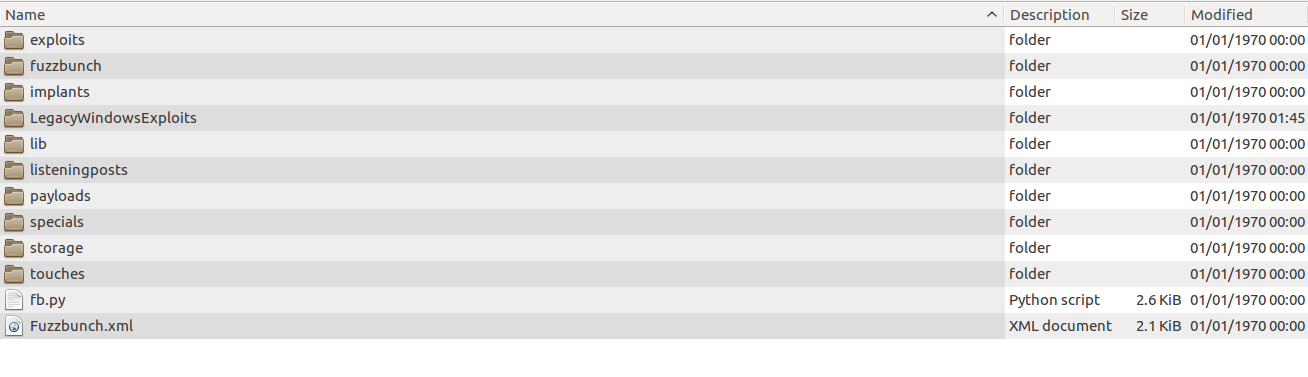 Name Description Size Modified
exploits folder 01/01/1970 00:00
fuzzbunch folder 01/01/1970 00:00
implants folder 01/01/1970 00:00
LegacyWindowsExploits folder 01/01/1970 01:45
lib folder 01/01/1970 00:00
listeningposts folder 01/01/1970 00:00
payloads folder 01/01/1970 00:00
specials folder 01/01/1970 00:00
storage folder 01/01/1970 00:00
touches folder 01/01/1970 00:00
fb.py Python script 2.6 KiB 01/01/1970 00:00
Fuzzbunch.xml XML document 2.1 KiB 01/01/1970 00:00